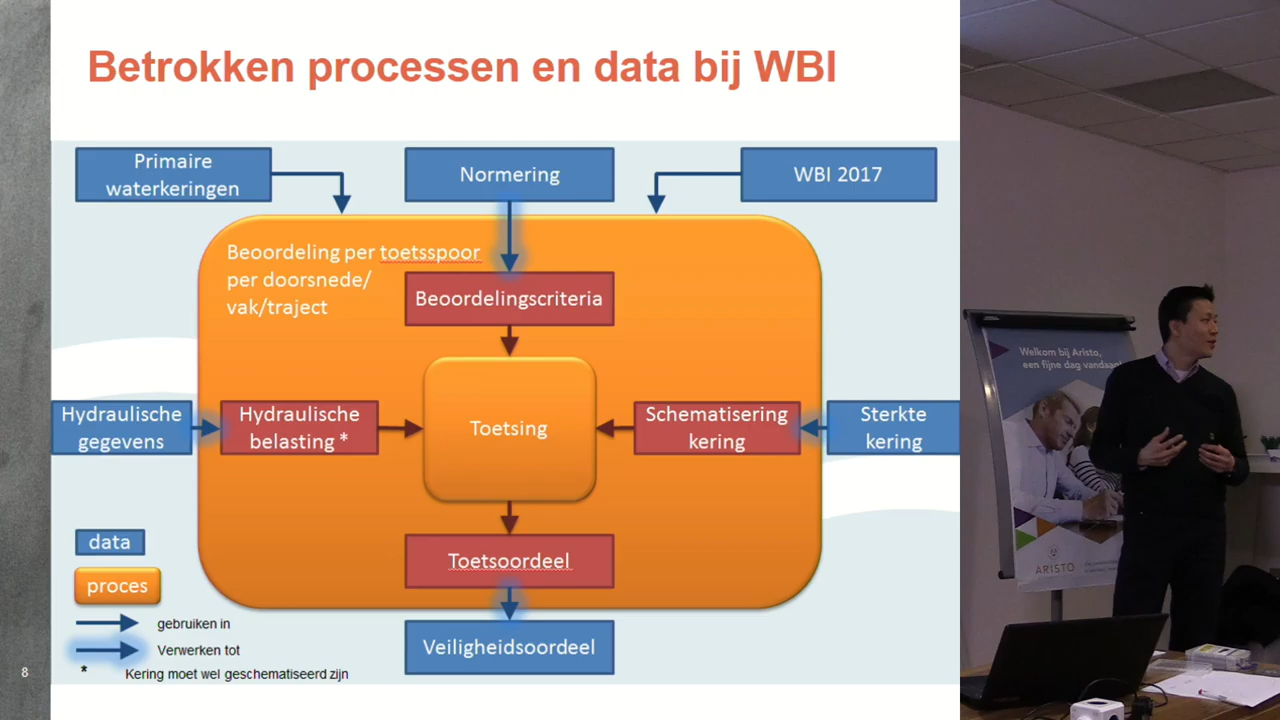 Betrokken processen en data bij WBI
Primaire
waterkeringen
Normering
WBI 2017
Beoordeling per toetsspoor
per doorsnede/
vak/traject
Beoordelingscriteria
Hydraulische
gegevens
Hydraulische
belasting *
Toetsing
Schematisering
kering
Sterkte
kering
Toetsoordeel
Veiligheidsoordeel
data
proces
gebruiken in
Verwerken tot
* Kering moet wel geschematiseerd zijn
8
Welkom bij Aristo,
een fijne dag vandaag!
ARISTO